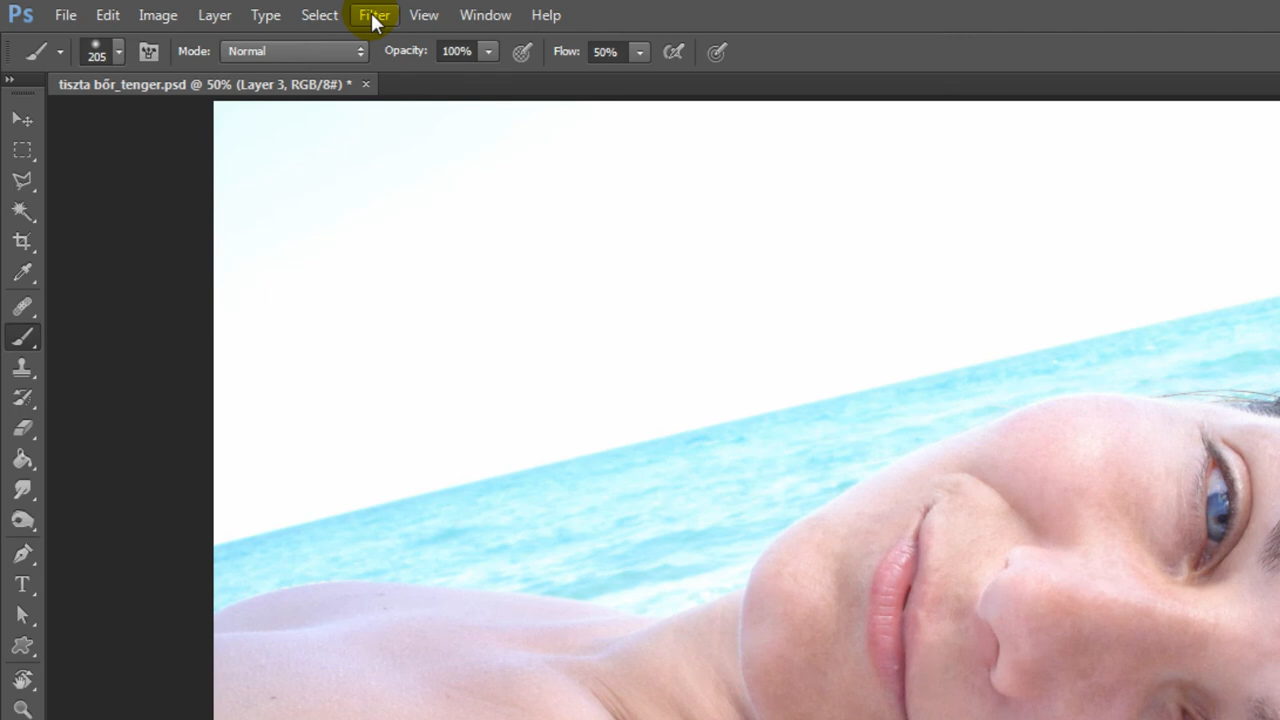 Ps File Edit Image Layer Type Select Filter View Window Help
205 Mode: Normal Opacity: 100% Flow: 50%
tiszta bőr_tenger.psd @ 50% (Layer 3, RGB/8#) * ×
T